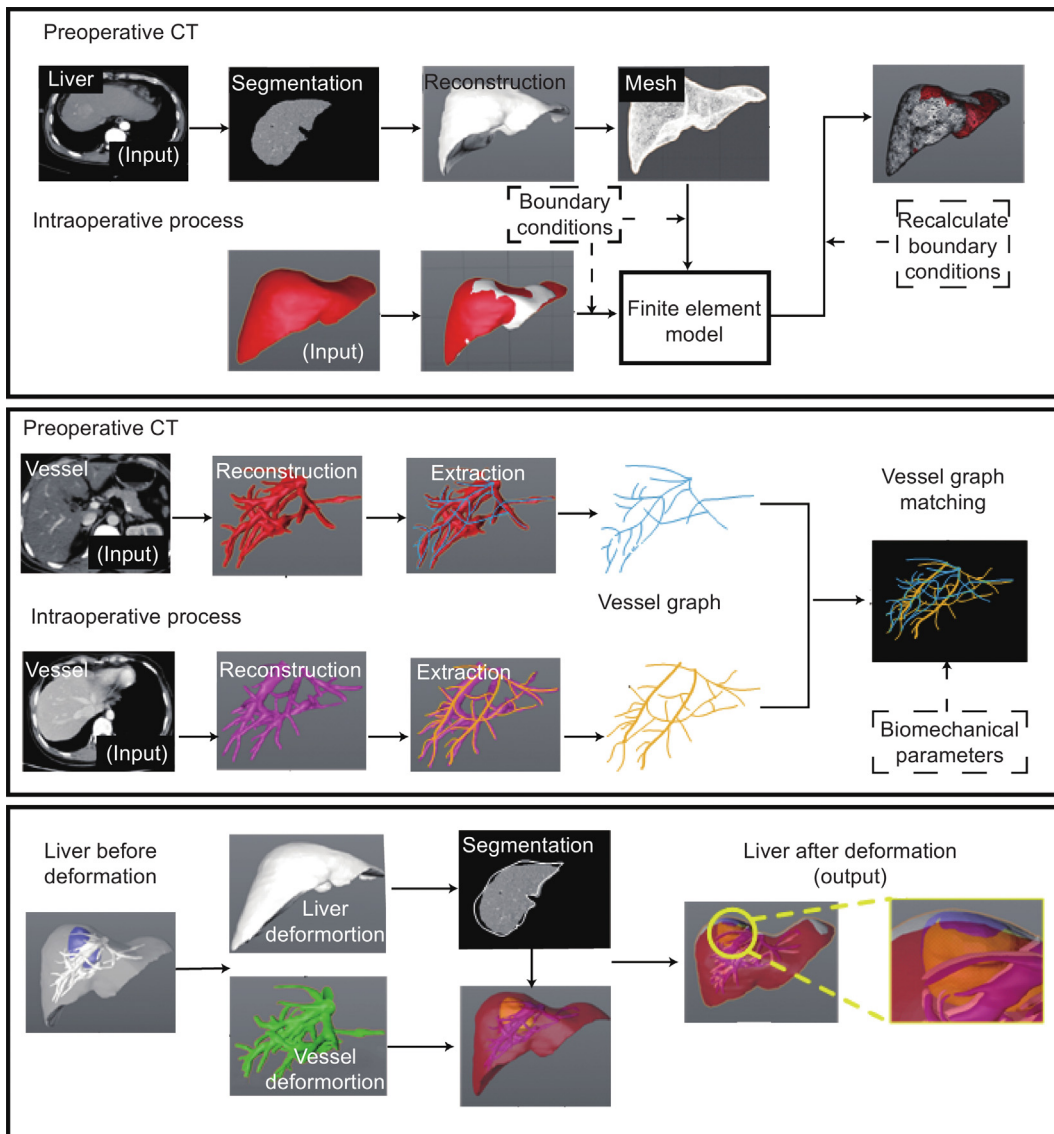 Preoperative CT
Liver
(Input)
Segmentation
Reconstruction
Mesh
Boundary
conditions
Recalculate
boundary
conditions
Intraoperative process
(Input)
Finite element
model
Preoperative CT
Vessel
(Input)
Reconstruction
Extraction
Vessel graph
matching
Vessel graph
Intraoperative process
Vessel
(Input)
Reconstruction
Extraction
Biomechanical
parameters
Liver before
deformation
Liver
deformortion
Segmentation
Liver after deformation
(output)
Vessel
deformortion